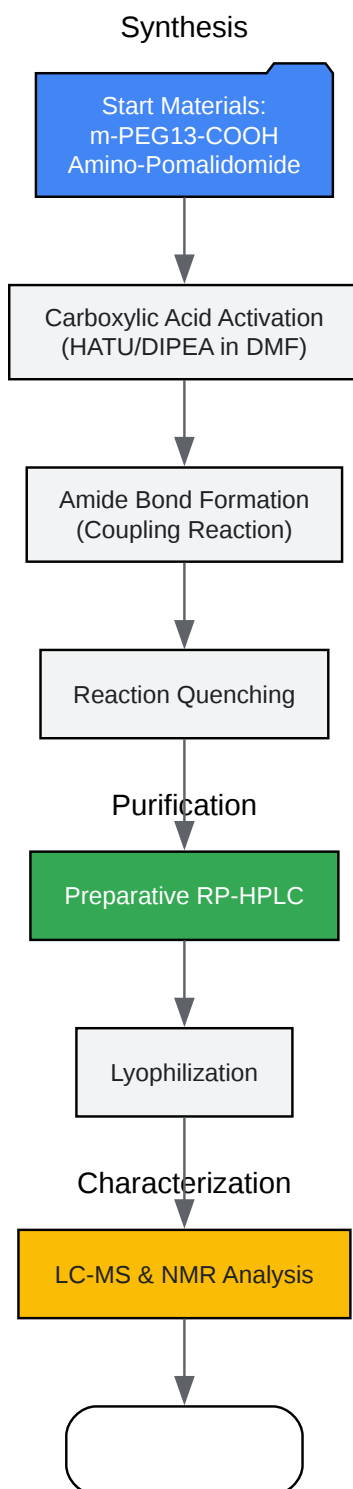 Synthesis
Start Materials:
m-PEG13-COOH
Amino-Pomalidomide
Carboxylic Acid Activation
(HATU/DIPEA in DMF)
Amide Bond Formation
(Coupling Reaction)
Reaction Quenching
Purification
Preparative RP-HPLC
Lyophilization
Characterization
LC-MS & NMR Analysis